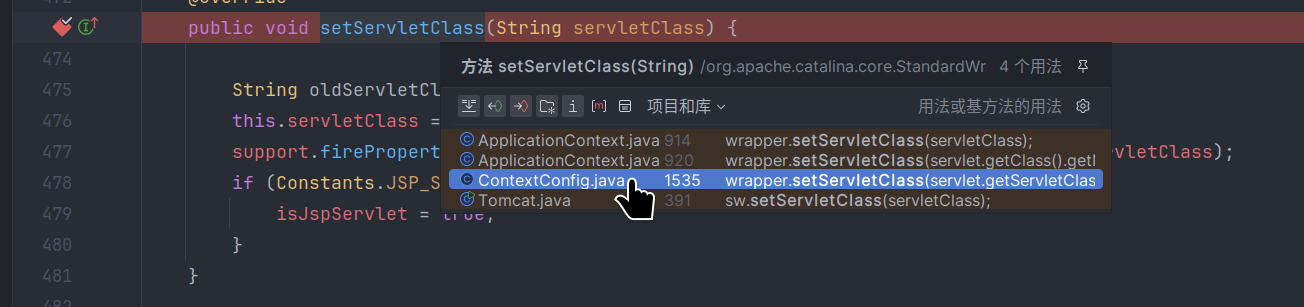 @Override
public void setServletClass(String servletClass) {
方法 setServletClass(String) /org.apache.catalina.core.StandardWr 4 个用法
474
475 String oldServletCl
项目和库 用法或基方法的用法
476 this.servletClass =
ApplicationContext.java 914 wrapper.setServletClass(servletClass);
477 support.firePropert vletClass);
ApplicationContext.java 920 wrapper.setServletClass(servlet.getClass().get
478 if (Constants.JSP_S
ContextConfig.java 1535 wrapper.setServletClass(servlet.getServletClas
479 isJspServlet = true;
Tomcat.java 391 sw.setServletClass(servletClass);
480 }
481 }